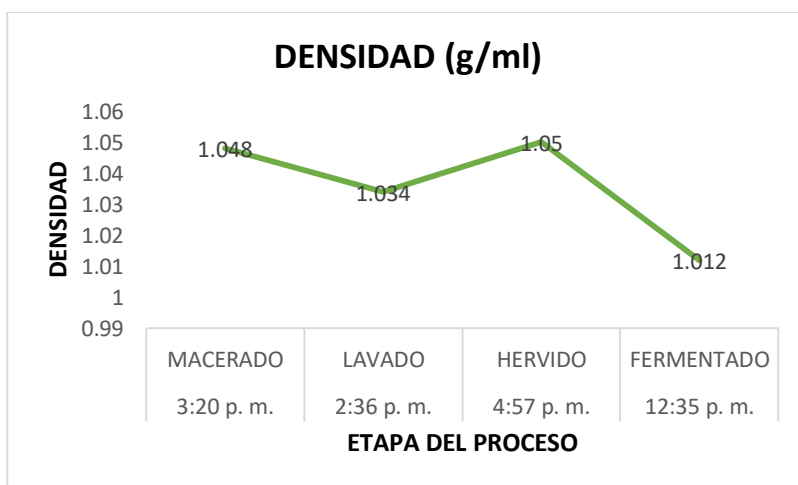 DENSIDAD (g/ml)
DENSIDAD
1.06
1.05
1.04
1.03
1.02
1.01
1
0.99
1.048
1.034
1.05
1.012
MACERADO LAVADO HERVIDO FERMENTADO
3:20 p. m. 2:36 p. m. 4:57 p. m. 12:35 p. m.
ETAPA DEL PROCESO